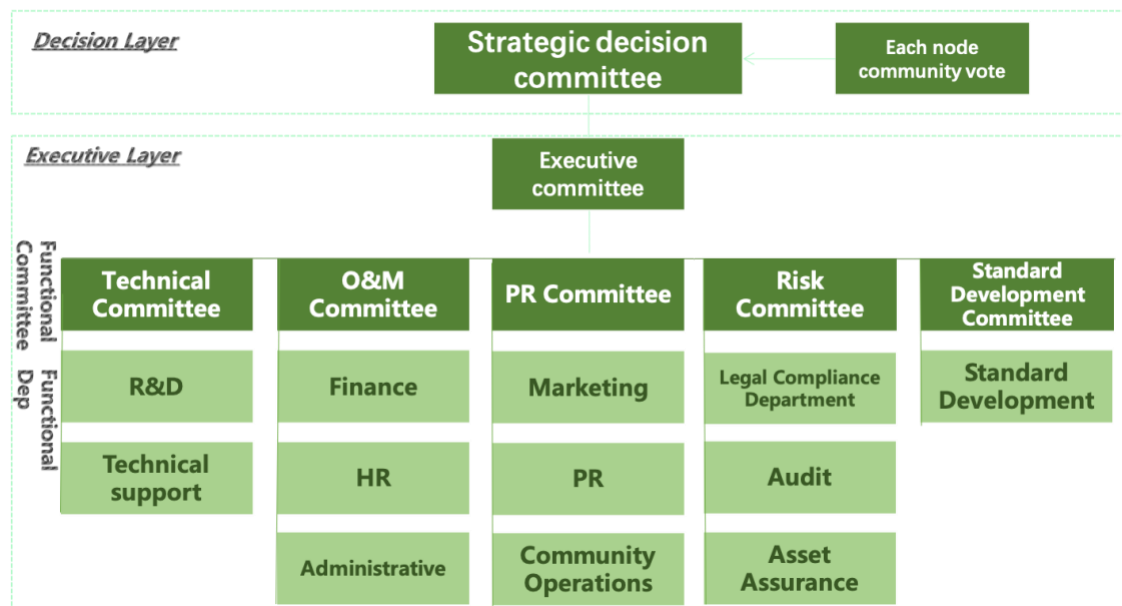 Decision Layer
Strategic decision
committee
Each node
community vote
Executive Layer
Executive
committee
Functional
Committee
Technical
Committee
O&M
Committee
PR Committee
Risk
Committee
Standard
Development
Committee
Functional
Dep
R&D
Finance
Marketing
Legal Compliance
Department
Standard
Development
Technical
support
HR
PR
Audit
Administrative
Community
Operations
Asset
Assurance